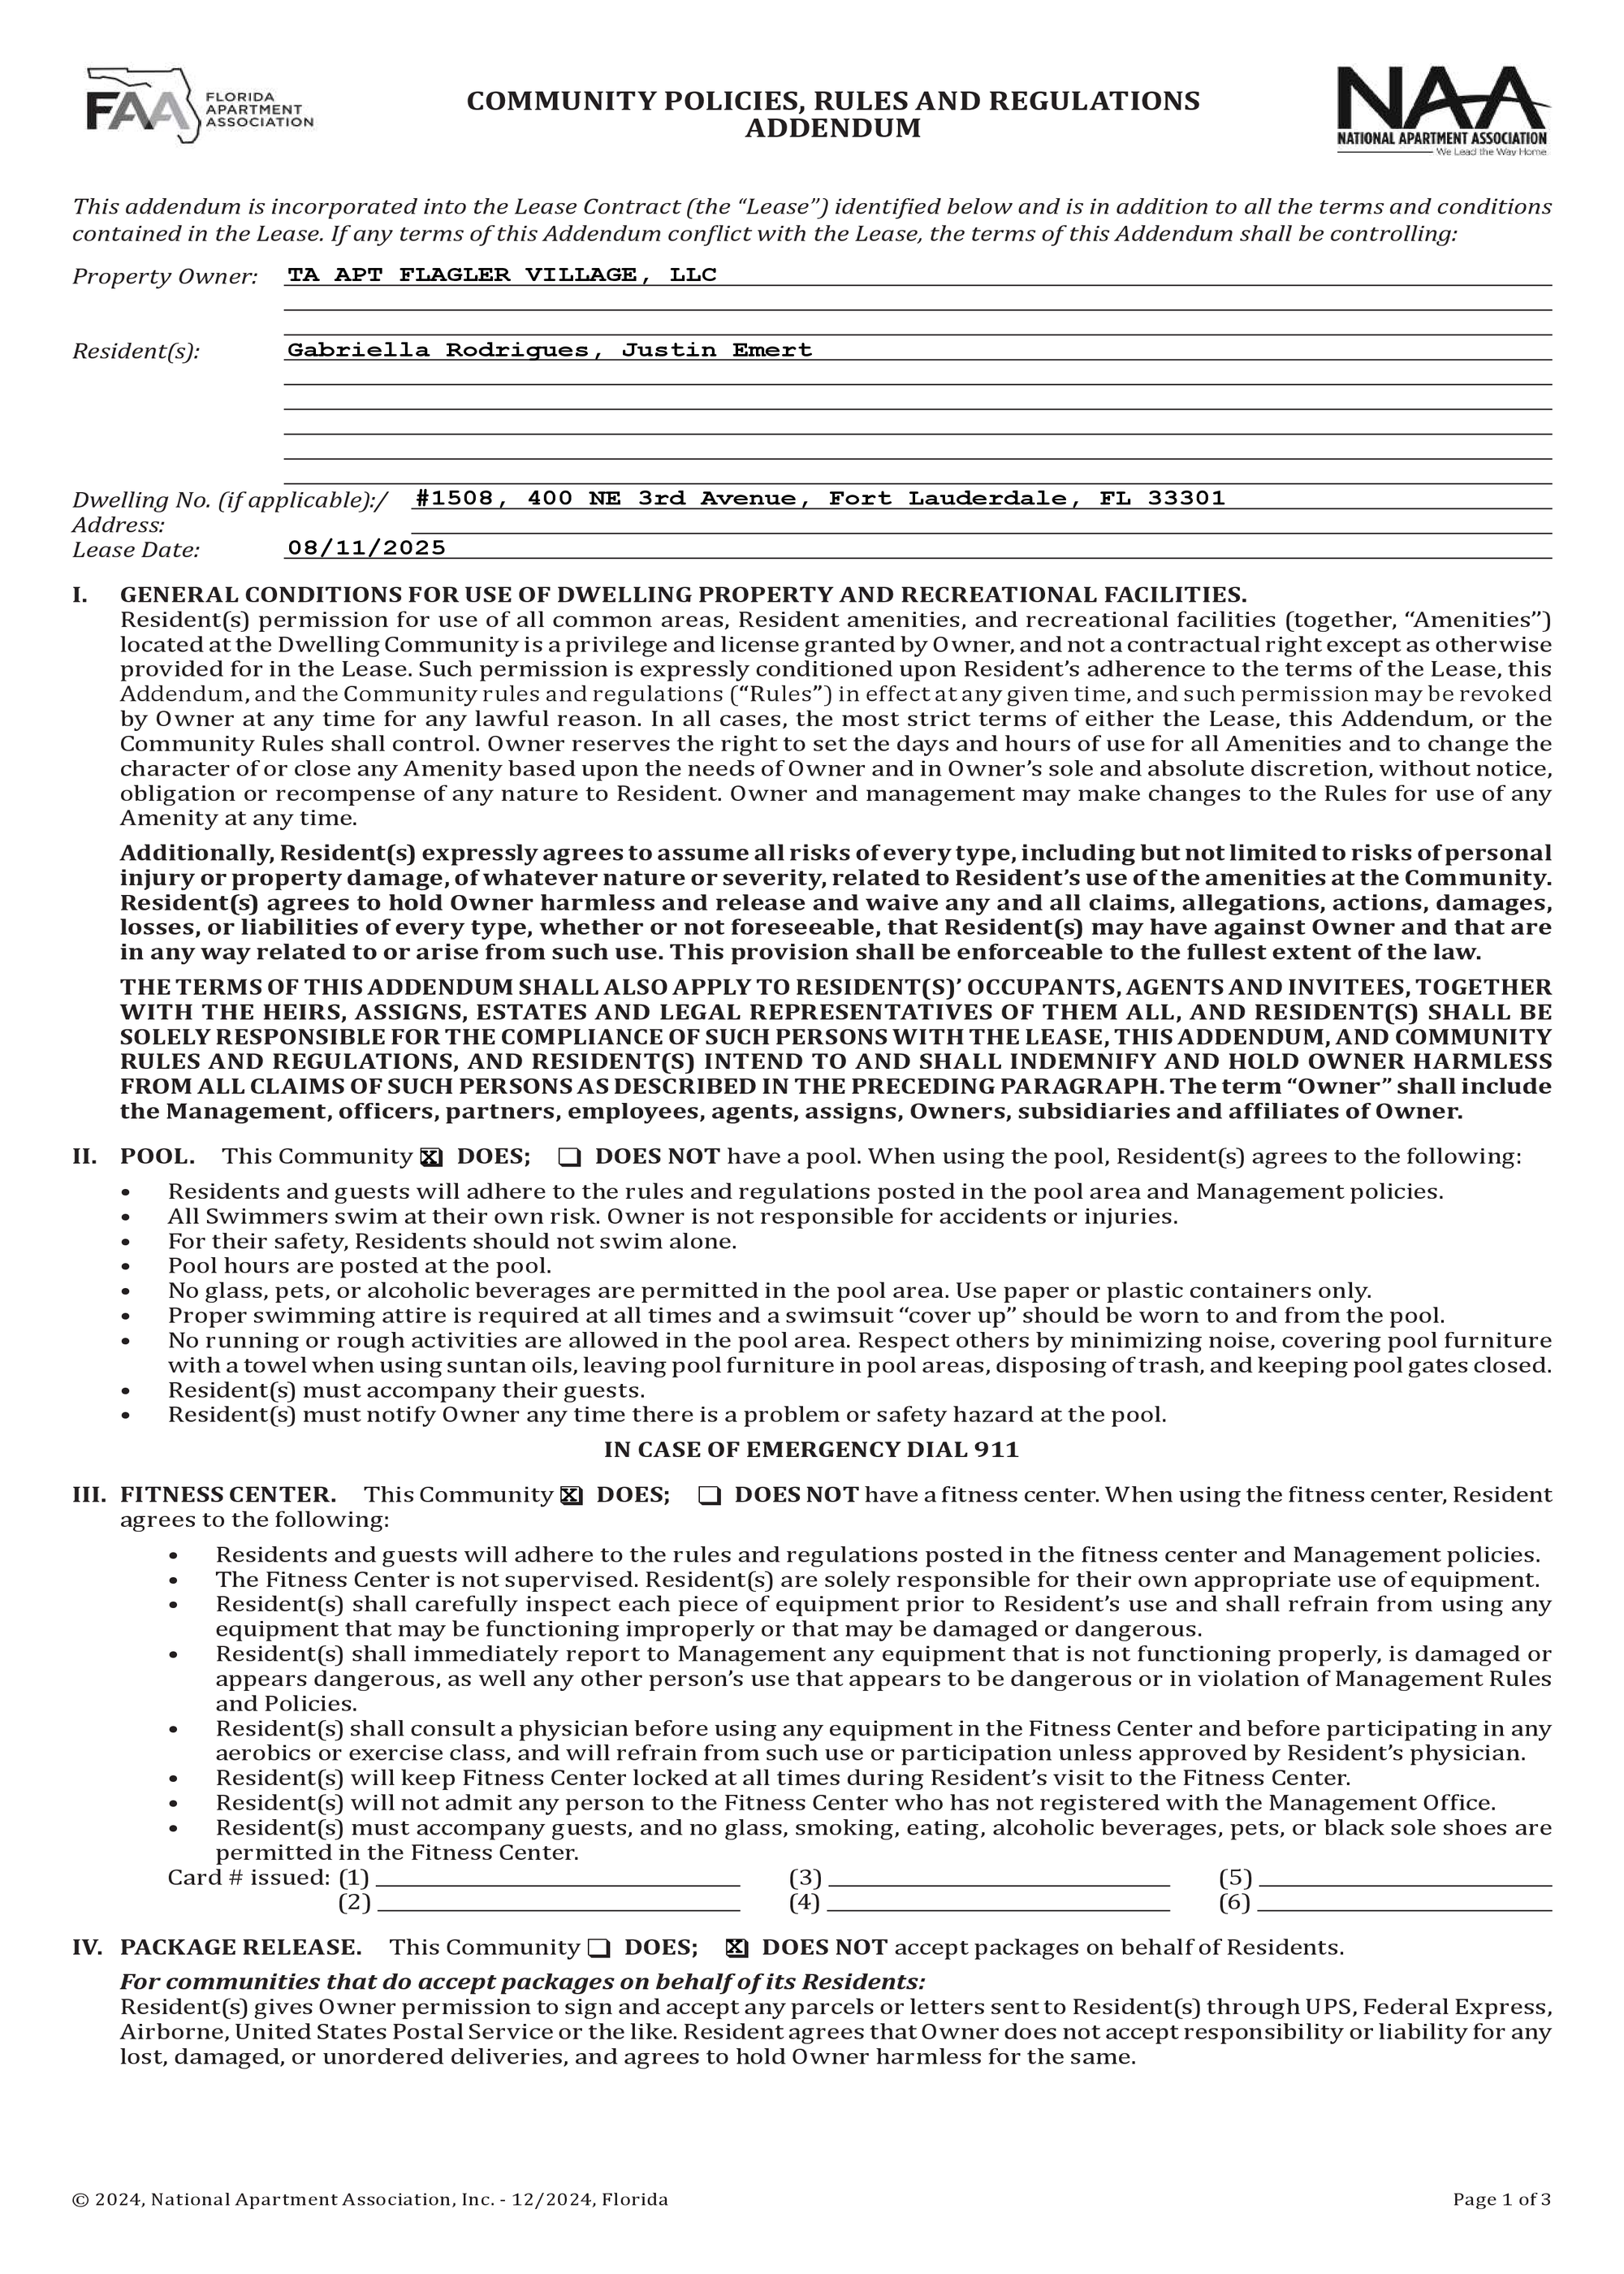 FAA FLORIDA APARTMENT ASSOCIATION
COMMUNITY POLICIES, RULES AND REGULATIONS
ADDENDUM
NAA
NATIONAL APARTMENT ASSOCIATION
We Lead the Way Home
This addendum is incorporated into the Lease Contract (the “Lease”) identified below and is in addition to all the terms and conditions
contained in the Lease. If any terms of this Addendum conflict with the Lease, the terms of this Addendum shall be controlling:
Property Owner: TA APT FLAGLER VILLAGE, LLC
Resident(s): Gabriella Rodrigues, Justin Emert
Dwelling No. (if applicable):/ #1508, 400 NE 3rd Avenue, Fort Lauderdale, FL 33301
Address:
Lease Date: 08/11/2025
I. GENERAL CONDITIONS FOR USE OF DWELLING PROPERTY AND RECREATIONAL FACILITIES.
Resident(s) permission for use of all common areas, Resident amenities, and recreational facilities (together, “Amenities”)
located at the Dwelling Community is a privilege and license granted by Owner, and not a contractual right except as otherwise
provided for in the Lease. Such permission is expressly conditioned upon Resident’s adherence to the terms of the Lease, this
Addendum, and the Community rules and regulations (“Rules”) in effect at any given time, and such permission may be revoked
by Owner at any time for any lawful reason. In all cases, the most strict terms of either the Lease, this Addendum, or the
Community Rules shall control. Owner reserves the right to set the days and hours of use for all Amenities and to change the
character of or close any Amenity based upon the needs of Owner and in Owner’s sole and absolute discretion, without notice,
obligation or recompense of any nature to Resident. Owner and management may make changes to the Rules for use of any
Amenity at any time.
Additionally, Resident(s) expressly agrees to assume all risks of every type, including but not limited to risks of personal
injury or property damage, of whatever nature or severity, related to Resident’s use of the amenities at the Community.
Resident(s) agrees to hold Owner harmless and release and waive any and all claims, allegations, actions, damages,
losses, or liabilities of every type, whether or not foreseeable, that Resident(s) may have against Owner and that are
in any way related to or arise from such use. This provision shall be enforceable to the fullest extent of the law.
THE TERMS OF THIS ADDENDUM SHALL ALSO APPLY TO RESIDENT(S)’ OCCUPANTS, AGENTS AND INVITEES, TOGETHER
WITH THE HEIRS, ASSIGNS, ESTATES AND LEGAL REPRESENTATIVES OF THEM ALL, AND RESIDENT(S) SHALL BE
SOLELY RESPONSIBLE FOR THE COMPLIANCE OF SUCH PERSONS WITH THE LEASE, THIS ADDENDUM, AND COMMUNITY
RULES AND REGULATIONS, AND RESIDENT(S) INTEND TO AND SHALL INDEMNIFY AND HOLD OWNER HARMLESS
FROM ALL CLAIMS OF SUCH PERSONS AS DESCRIBED IN THE PRECEDING PARAGRAPH. The term “Owner” shall include
the Management, officers, partners, employees, agents, assigns, Owners, subsidiaries and affiliates of Owner.
II. POOL. This Community ☒ DOES; ☐ DOES NOT have a pool. When using the pool, Resident(s) agrees to the following:
• Residents and guests will adhere to the rules and regulations posted in the pool area and Management policies.
• All Swimmers swim at their own risk. Owner is not responsible for accidents or injuries.
• For their safety, Residents should not swim alone.
• Pool hours are posted at the pool.
• No glass, pets, or alcoholic beverages are permitted in the pool area. Use paper or plastic containers only.
• Proper swimming attire is required at all times and a swimsuit “cover up” should be worn to and from the pool.
• No running or rough activities are allowed in the pool area. Respect others by minimizing noise, covering pool furniture
with a towel when using suntan oils, leaving pool furniture in pool areas, disposing of trash, and keeping pool gates closed.
• Resident(s) must accompany their guests.
• Resident(s) must notify Owner any time there is a problem or safety hazard at the pool.
IN CASE OF EMERGENCY DIAL 911
III. FITNESS CENTER. This Community ☒ DOES; ☐ DOES NOT have a fitness center. When using the fitness center, Resident
agrees to the following:
• Residents and guests will adhere to the rules and regulations posted in the fitness center and Management policies.
• The Fitness Center is not supervised. Resident(s) are solely responsible for their own appropriate use of equipment.
• Resident(s) shall carefully inspect each piece of equipment prior to Resident’s use and shall refrain from using any
equipment that may be functioning improperly or that may be damaged or dangerous.
• Resident(s) shall immediately report to Management any equipment that is not functioning properly, is damaged or
appears dangerous, as well any other person’s use that appears to be dangerous or in violation of Management Rules
and Policies.
• Resident(s) shall consult a physician before using any equipment in the Fitness Center and before participating in any
aerobics or exercise class, and will refrain from such use or participation unless approved by Resident’s physician.
• Resident(s) will keep Fitness Center locked at all times during Resident’s visit to the Fitness Center.
• Resident(s) will not admit any person to the Fitness Center who has not registered with the Management Office.
• Resident(s) must accompany guests, and no glass, smoking, eating, alcoholic beverages, pets, or black sole shoes are
permitted in the Fitness Center.
Card # issued: (1) (3) (5)
(2) (4) (6)
IV. PACKAGE RELEASE. This Community ☐ DOES; ☒ DOES NOT accept packages on behalf of Residents.
For communities that do accept packages on behalf of its Residents:
Resident(s) gives Owner permission to sign and accept any parcels or letters sent to Resident(s) through UPS, Federal Express,
Airborne, United States Postal Service or the like. Resident agrees that Owner does not accept responsibility or liability for any
lost, damaged, or unordered deliveries, and agrees to hold Owner harmless for the same.
© 2024, National Apartment Association, Inc. - 12/2024, Florida Page 1 of 3